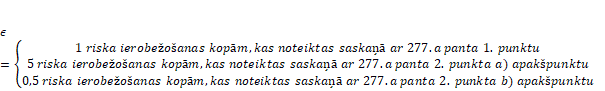 ϵ
= { 1 riska ierobežošanas kopām, kas noteiktas saskaņā ar 277. a panta 1. punktu
5 riska ierobežošanas kopām, kas noteiktas saskaņā ar 277. a panta 2. punkta a) apakšpunktu
0,5 riska ierobežošanas kopām, kas noteiktas saskaņā ar 277. a panta 2. punkta b) apakšpunktu